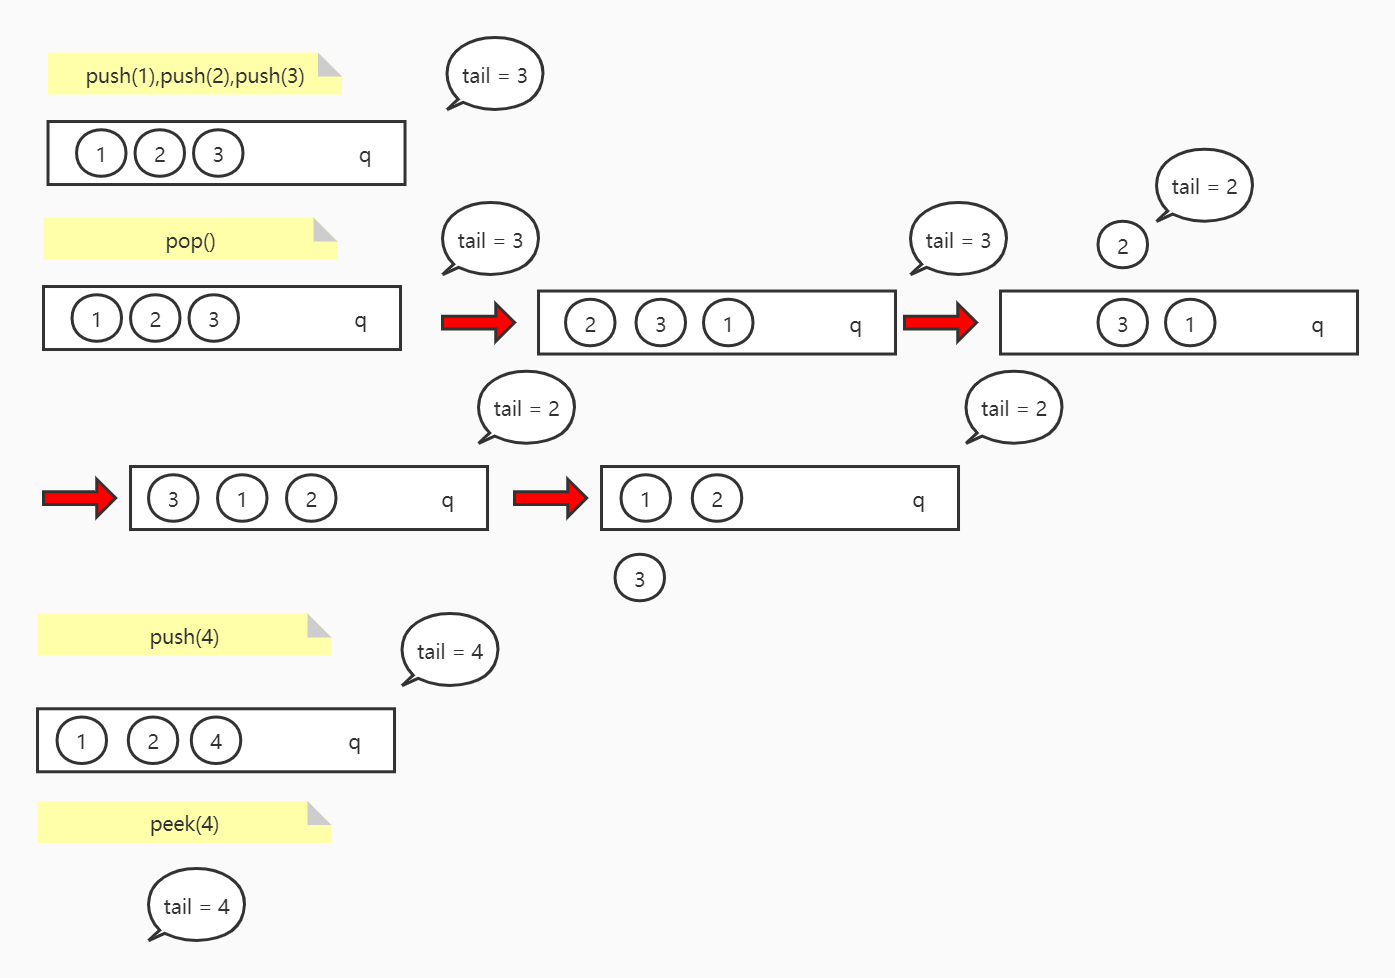 push(1),push(2),push(3)
tail = 3
1 2 3 q
tail = 2
pop()
tail = 3
tail = 3
2
1 2 3 q
2 3 1 q
3 1 q
tail = 2
tail = 2
3 1 2 q
1 2 q
3
push(4)
tail = 4
1 2 4 q
peek(4)
tail = 4